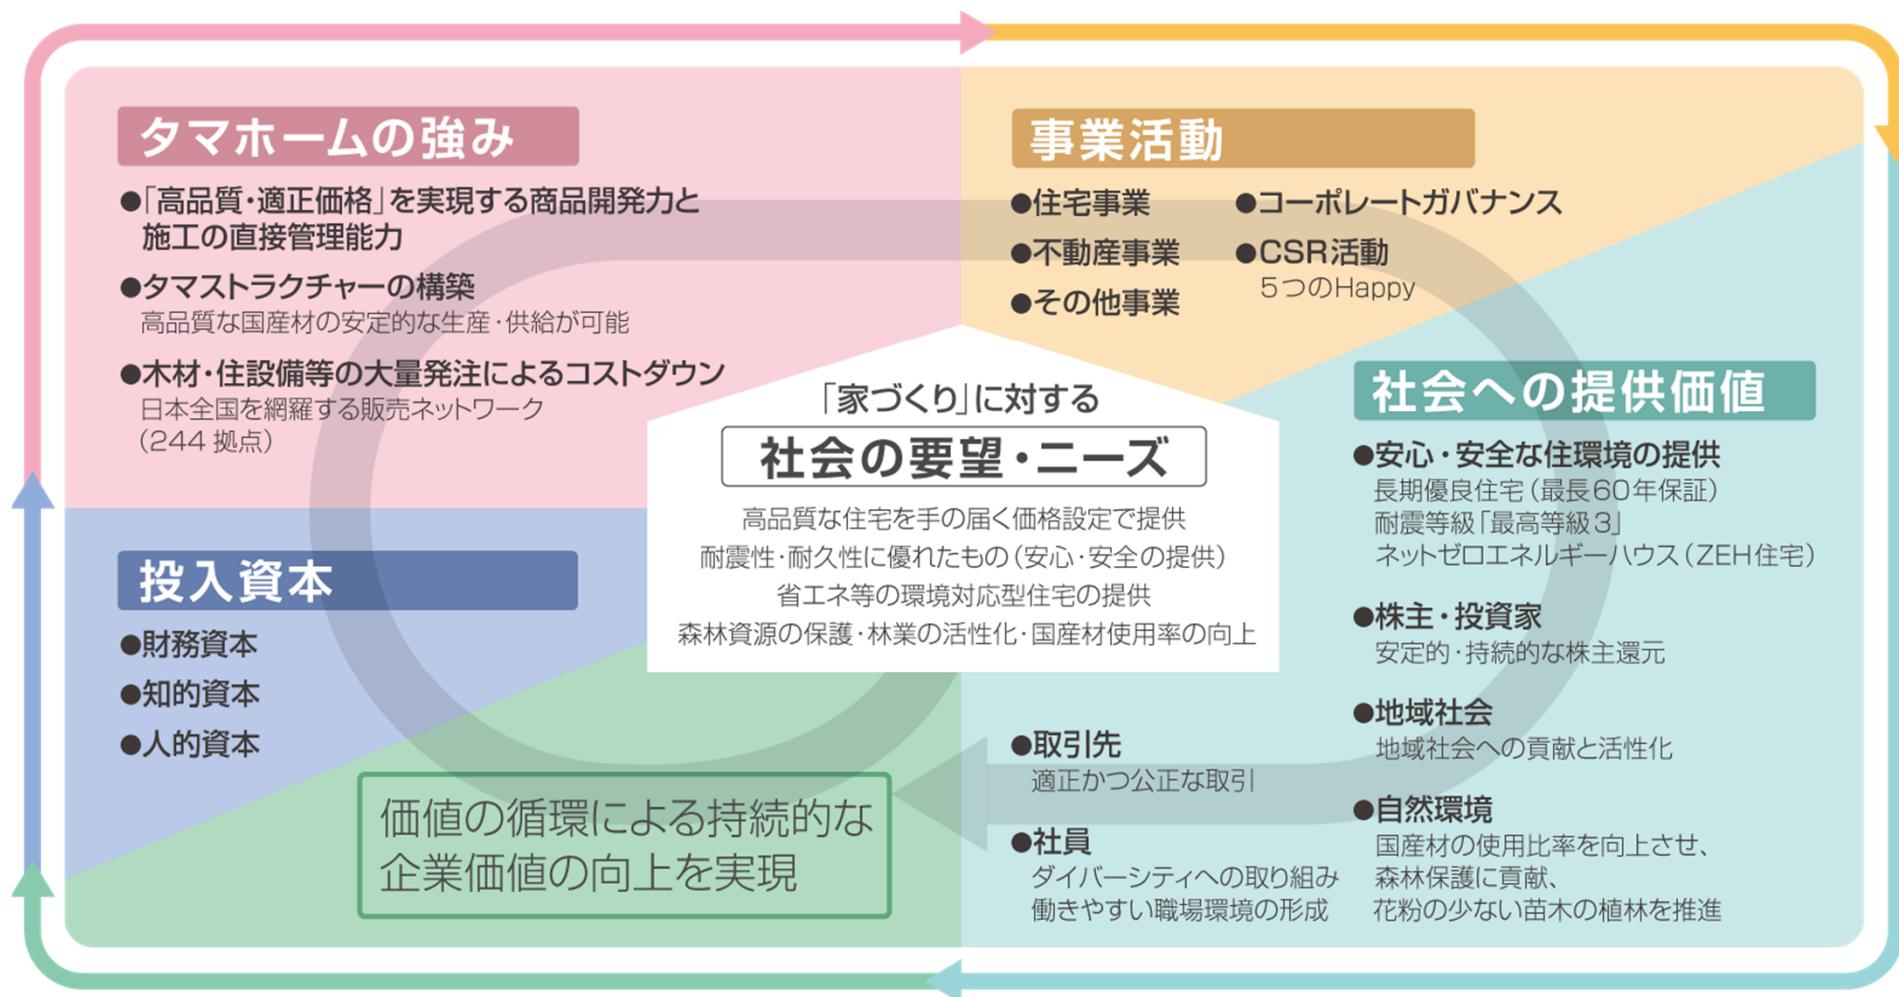 タマホームの強み
●「高品質・適正価格」を実現する商品開発力と
施工の直接管理能力
●タマストラクチャーの構築
高品質な国産材の安定的な生産・供給が可能
●木材・住設備等の大量発注によるコストダウン
日本全国を網羅する販売ネットワーク
（244 拠点）
事業活動
●住宅事業
●不動産事業
●その他事業
●コーポレートガバナンス
●CSR活動
5つのHappy
「家づくり」に対する
社会の要望・ニーズ
高品質な住宅を手の届く価格設定で提供
耐震性・耐久性に優れたもの（安心・安全の提供）
省エネ等の環境対応型住宅の提供
森林資源の保護・林業の活性化・国産材使用率の向上
社会への提供価値
●安心・安全な住環境の提供
長期優良住宅（最長60年保証）
耐震等級「最高等級3」
ネットゼロエネルギーハウス（ZEH住宅）
●株主・投資家
安定的・持続的な株主還元
●地域社会
地域社会への貢献と活性化
●自然環境
国産材の使用比率を向上させ、
森林保護に貢献、
花粉の少ない苗木の植林を推進
●取引先
適正かつ公正な取引
●社員
ダイバーシティへの取り組み
働きやすい職場環境の形成
投入資本
●財務資本
●知的資本
●人的資本
価値の循環による持続的な
企業価値の向上を実現